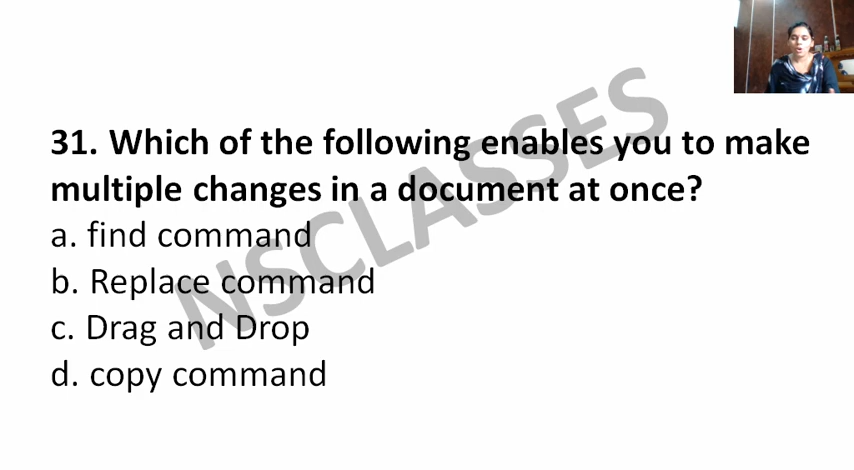 31. Which of the following enables you to make
multiple changes in a document at once?
a. find command
b. Replace command
c. Drag and Drop
d. copy command
NSCLASSES